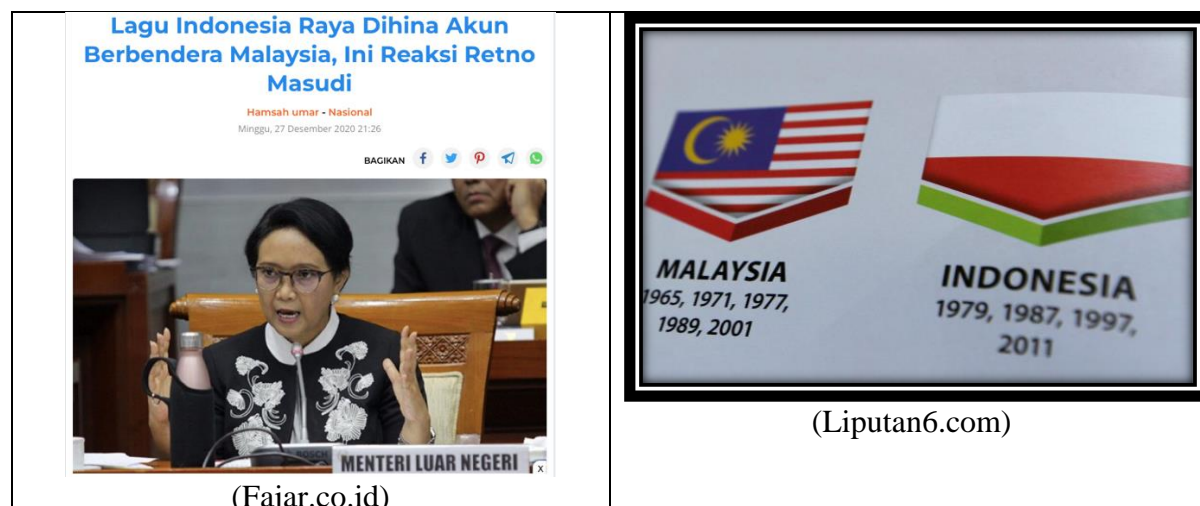 Lagu Indonesia Raya Dihina Akun
Berbendera Malaysia, Ini Reaksi Retno
Masudi
Hamsah umar - Nasional
Minggu, 27 Desember 2020 21:26
BAGIKAN
BOSCH
MENTERI LUAR NEGERI
X
(Fajar.co.id)
MALAYSIA
1965, 1971, 1977,
1989, 2001
INDONESIA
1979, 1987, 1997,
2011
(Liputan6.com)